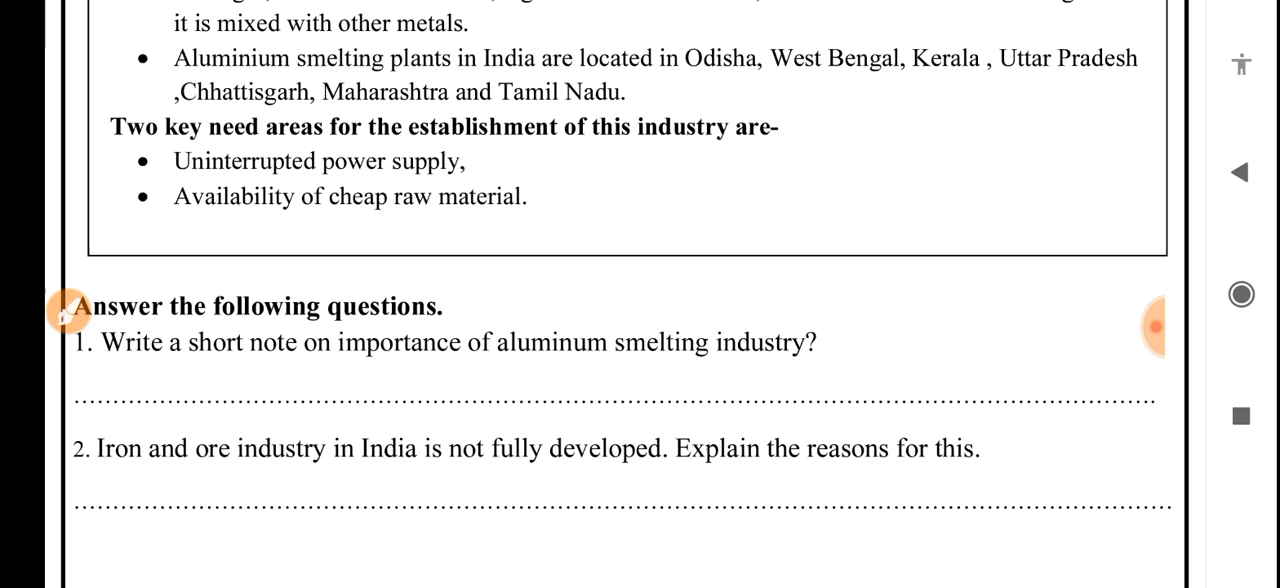 it is mixed with other metals.
• Aluminium smelting plants in India are located in Odisha, West Bengal, Kerala , Uttar Pradesh
,Chhattisgarh, Maharashtra and Tamil Nadu.
Two key need areas for the establishment of this industry are-
• Uninterrupted power supply,
• Availability of cheap raw material.
Answer the following questions.
1. Write a short note on importance of aluminum smelting industry?
2. Iron and ore industry in India is not fully developed. Explain the reasons for this.